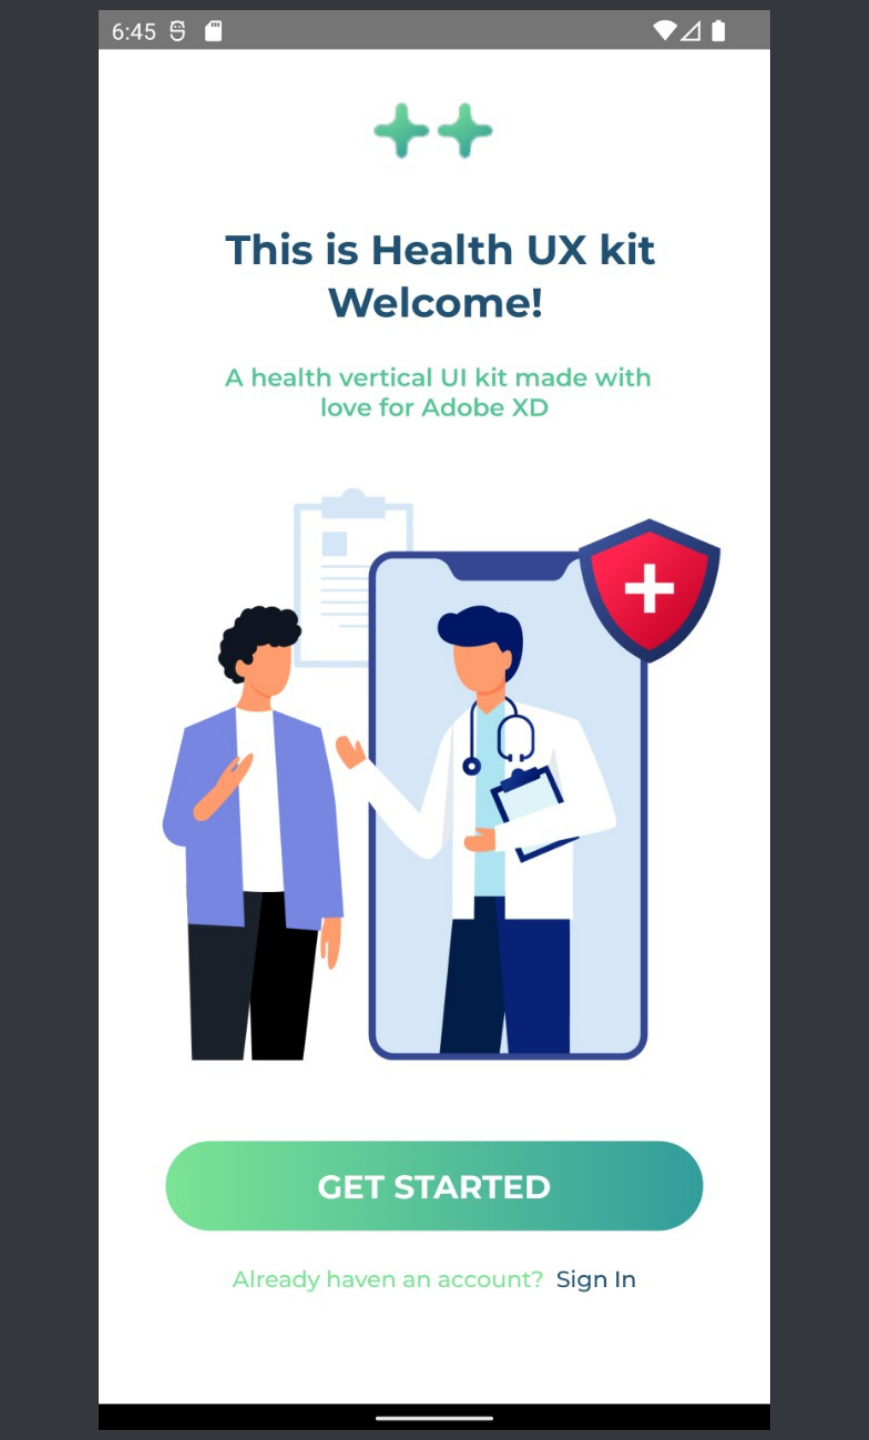 6:45
This is Health UX kit
Welcome!
A health vertical UI kit made with
love for Adobe XD
GET STARTED
Already haven an account? Sign In